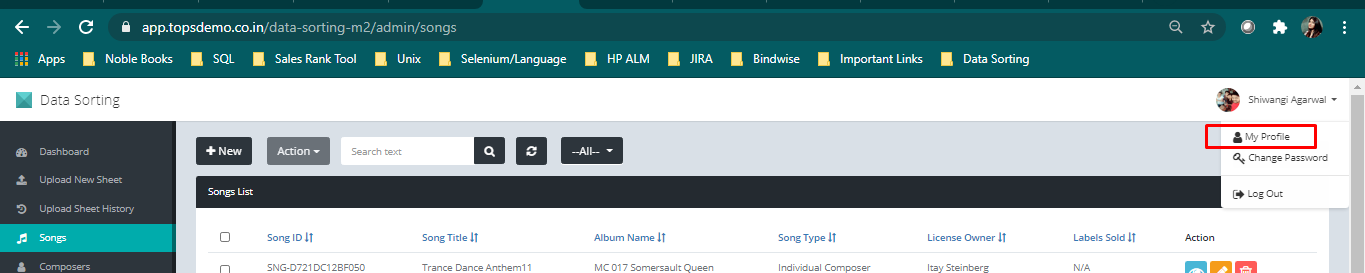 app.topsdemo.co.in/data-sorting-m2/admin/songs
Apps Noble Books SQL Sales Rank Tool Unix Selenium/Language HP ALM JIRA Bindwise Important Links Data Sorting
Data Sorting Shiwangi Agarwal
My Profile
Change Password
Log Out
Dashboard
Upload New Sheet
Upload Sheet History
Songs
Composers
+ New Action Search text --All--
Songs List
Song ID Song Title Album Name Song Type License Owner Labels Sold Action
SNG-D721DC12BF050 Trance Dance Anthem11 MC 017 Somersault Queen Individual Composer Itay Steinberg N/A